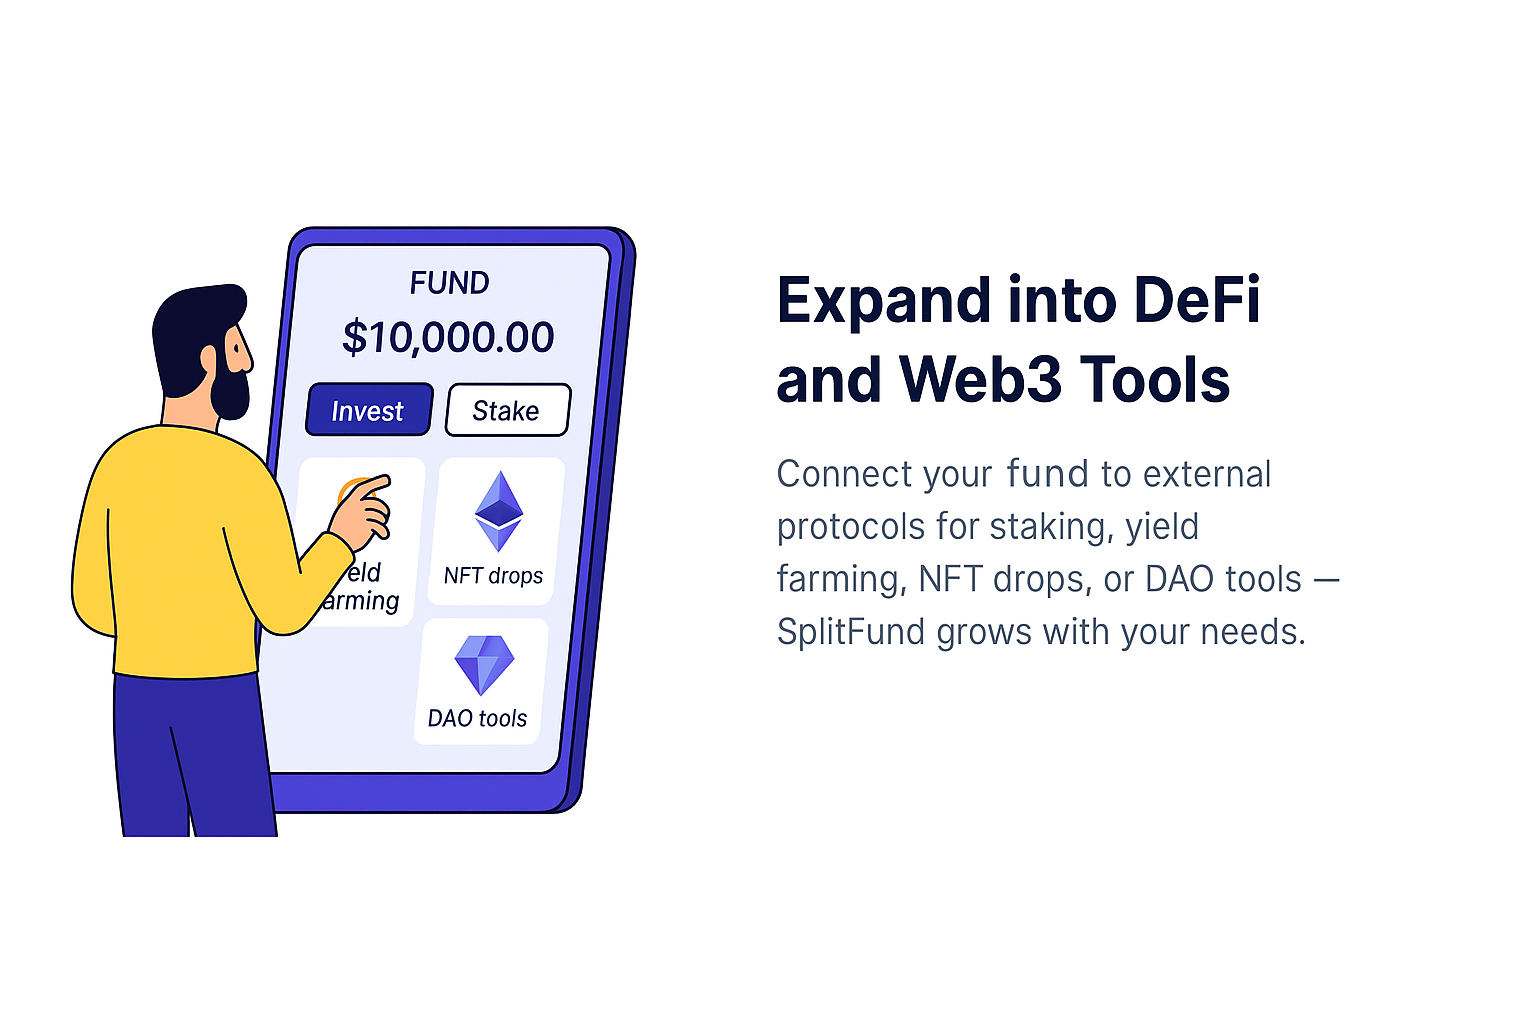 FUND
$10,000.00
Invest
Stake
eld
arming
NFT drops
DAO tools
Expand into DeFi
and Web3 Tools
Connect your fund to external
protocols for staking, yield
farming, NFT drops, or DAO tools —
SplitFund grows with your needs.